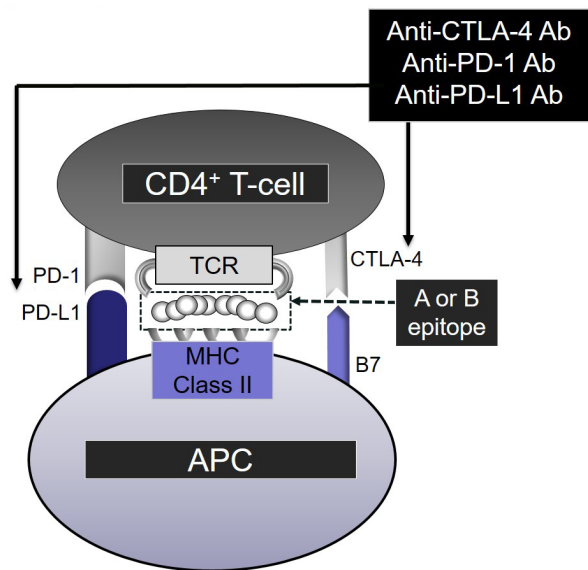 Anti-CTLA-4 Ab
Anti-PD-1 Ab
Anti-PD-L1 Ab
CD4⁺ T-cell
TCR
PD-1
CTLA-4
PD-L1
A or B
epitope
MHC
Class II
B7
APC